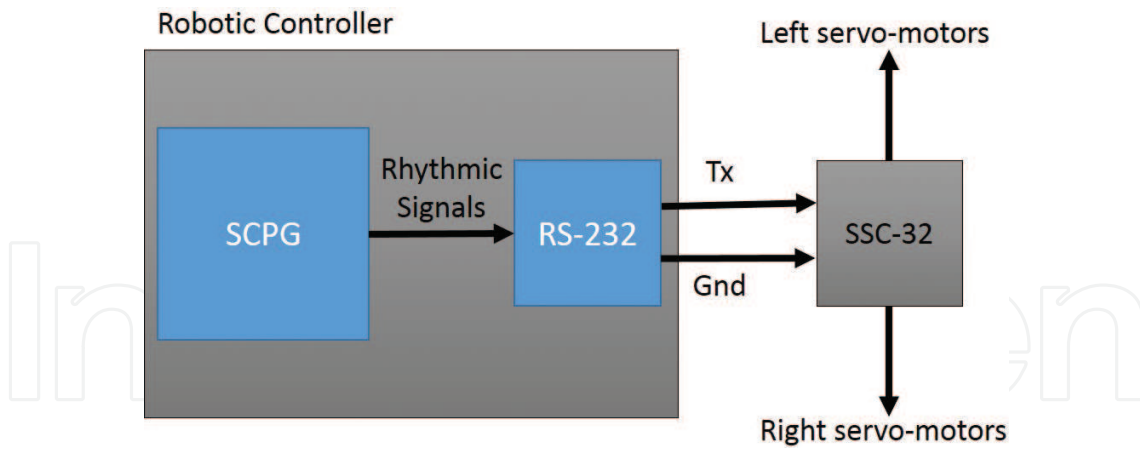 Robotic Controller
Left servo-motors
Rhythmic
Signals
Tx
SCPG
RS-232
SSC-32
Gnd
Right servo-motors